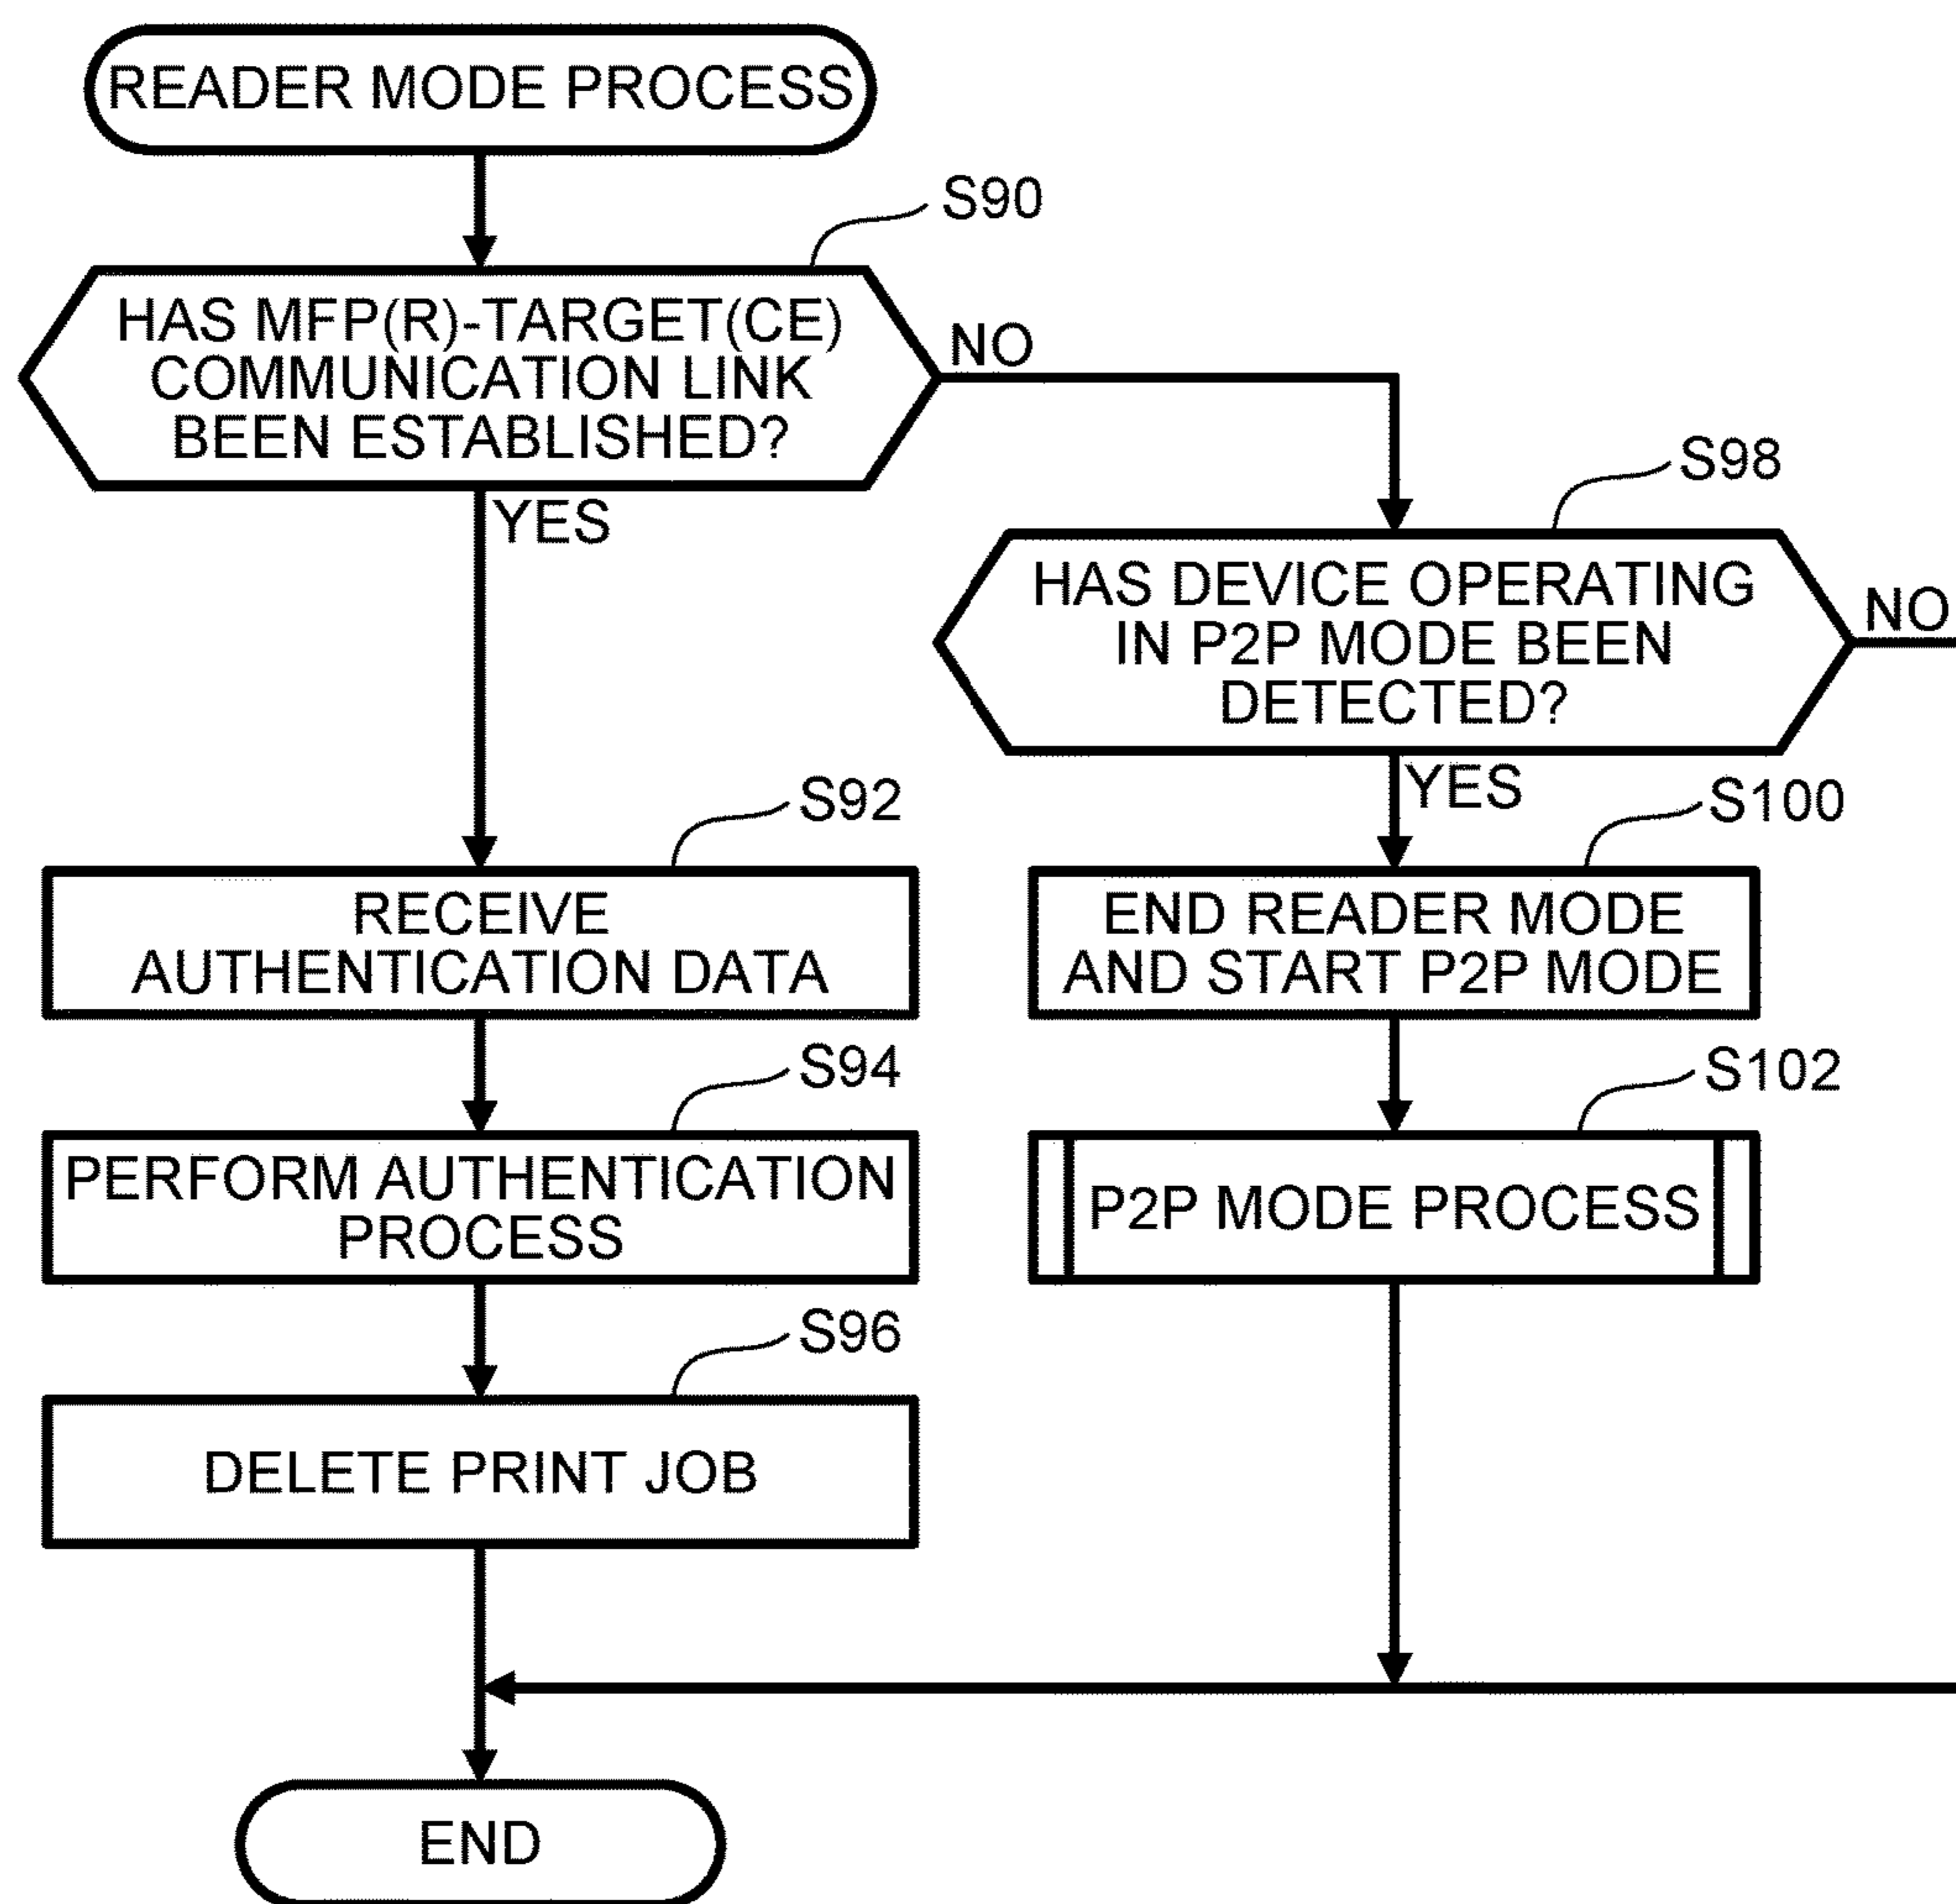 READER MODE PROCESS
S90
HAS MFP(R)-TARGET(CE)
COMMUNICATION LINK
BEEN ESTABLISHED?
NO
YES
S98
HAS DEVICE OPERATING
IN P2P MODE BEEN
DETECTED?
NO
YES
S92
RECEIVE
AUTHENTICATION DATA
S100
END READER MODE
AND START P2P MODE
S94
PERFORM AUTHENTICATION
PROCESS
S102
P2P MODE PROCESS
S96
DELETE PRINT JOB
END